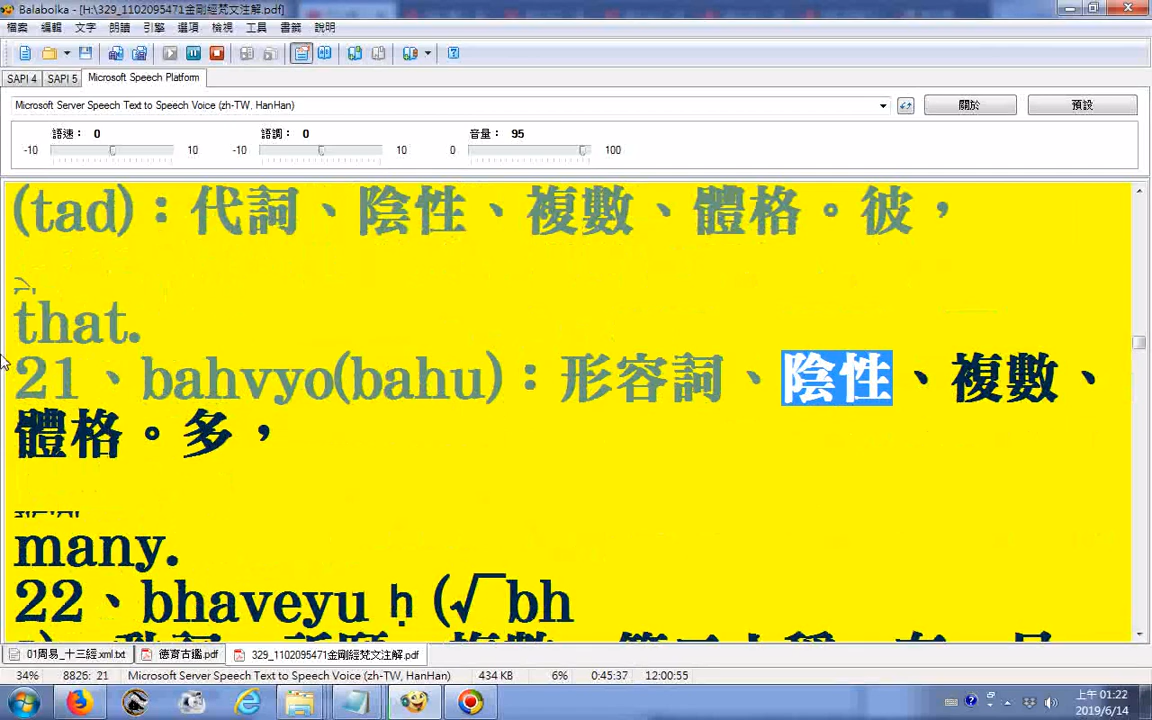 Balabolka - [H:\329_1102095471金剛經梵文注解.pdf]
檔案 編輯 文字 朗讀 引擎 選項 檢視 工具 書籤 說明
SAPI 4 SAPI 5 Microsoft Speech Platform
Microsoft Server Speech Text to Speech Voice (zh-TW, HanHan)
關於 預設
語速： 0 語調： 0 音量： 95
-10 10 -10 10 0 100
(tad)：代詞、陰性、複數、體格。彼，
that.
21、bahvyo(bahu)：形容詞、陰性、複數、
體格。多，
many.
22、bhaveyu ḥ (√bh
01周易_十三經.xml.txt 德育古鑑.pdf 329_1102095471金剛經梵文注解.pdf
34% 8826: 21 Microsoft Server Speech Text to Speech Voice (zh-TW, HanHan) 434 KB 6% 0:45:37 12:00:55
上午 01:22
2019/6/14